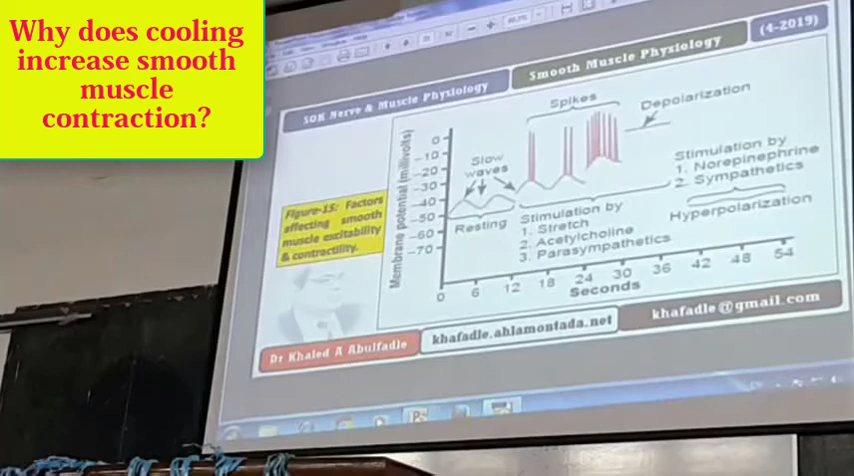 Why does cooling
increase smooth
muscle
contraction?
SOK Nerve & Muscle Physiology
Smooth Muscle Physiology
(4-2019)
Figure-15: Factors
affecting smooth
muscle excitability
& contractility.
Membrane potential (millivolts)
0
-10
-20
-30
-40
-50
-60
-70
Slow
waves
Spikes
Depolarization
Resting
Stimulation by
1. Stretch
2. Acetylcholine
3. Parasympathetics
Stimulation by
1. Norepinephrine
2. Sympathetics
Hyperpolarization
0 6 12 18 24 30 36 42 48 54
Seconds
Dr Khaled A Abulfadle
khafadle.ahlamontada.net
khafadle@gmail.com